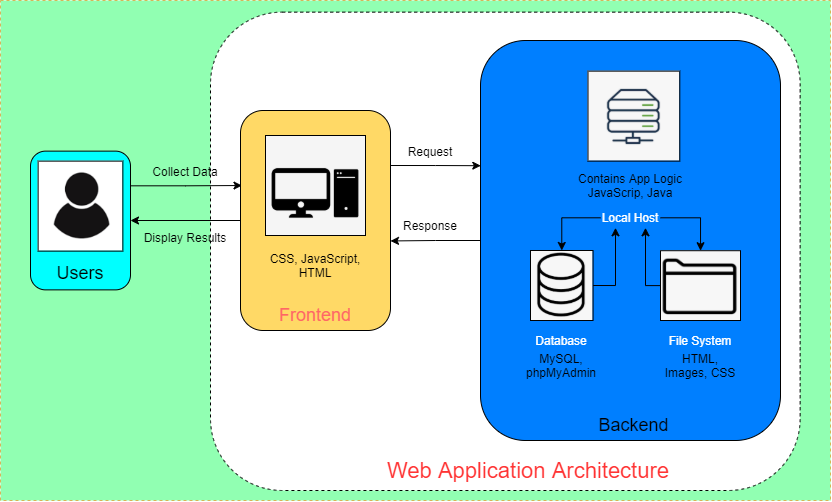 Users
Collect Data
Display Results
CSS, JavaScript,
HTML
Frontend
Request
Response
Contains App Logic
JavaScrip, Java
Local Host
Database
MySQL,
phpMyAdmin
File System
HTML,
Images, CSS
Backend
Web Application Architecture